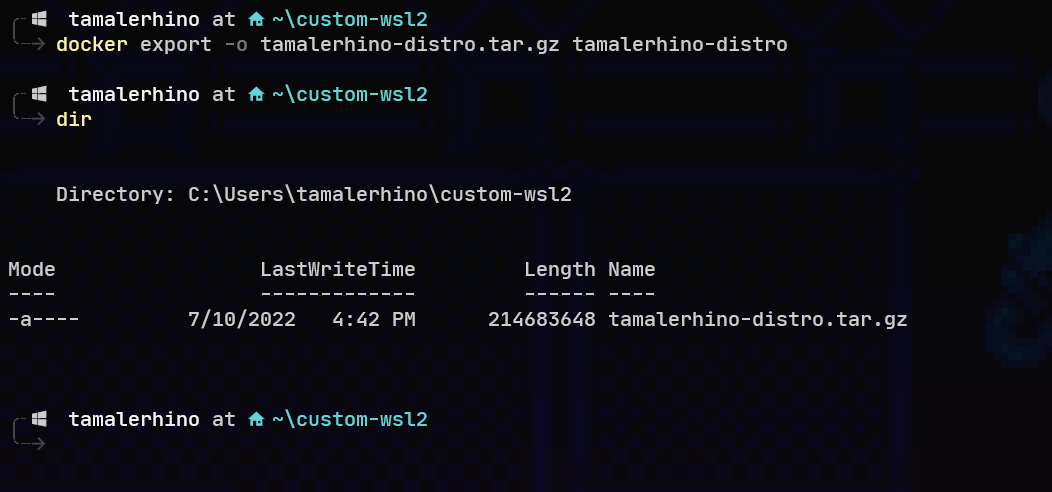 tamalerhino at ~\custom-wsl2
docker export -o tamalerhino-distro.tar.gz tamalerhino-distro
tamalerhino at ~\custom-wsl2
dir
Directory: C:\Users\tamalerhino\custom-wsl2
Mode LastWriteTime Length Name
---- ------------- ------ ----
-a---- 7/10/2022 4:42 PM 214683648 tamalerhino-distro.tar.gz
tamalerhino at ~\custom-wsl2